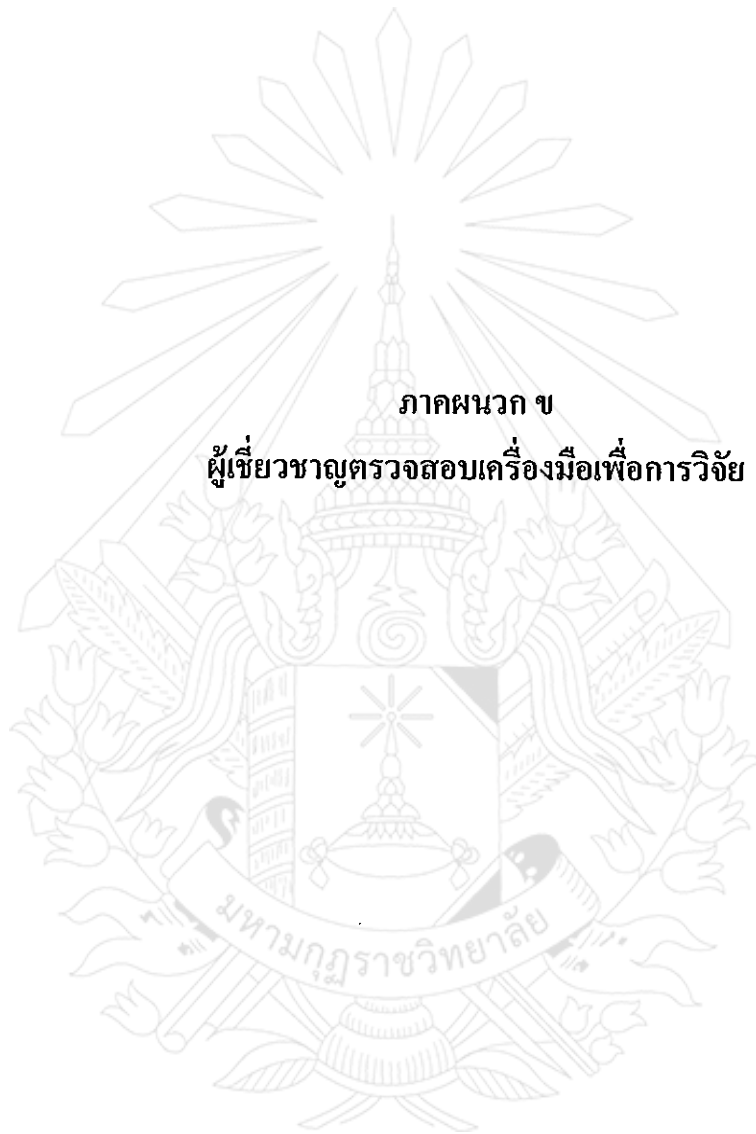 ภาคผนวก ข
ผู้เชี่ยวชาญตรวจสอบเครื่องมือเพื่อการวิจัย
มหามกุฏราชวิทยาลัย